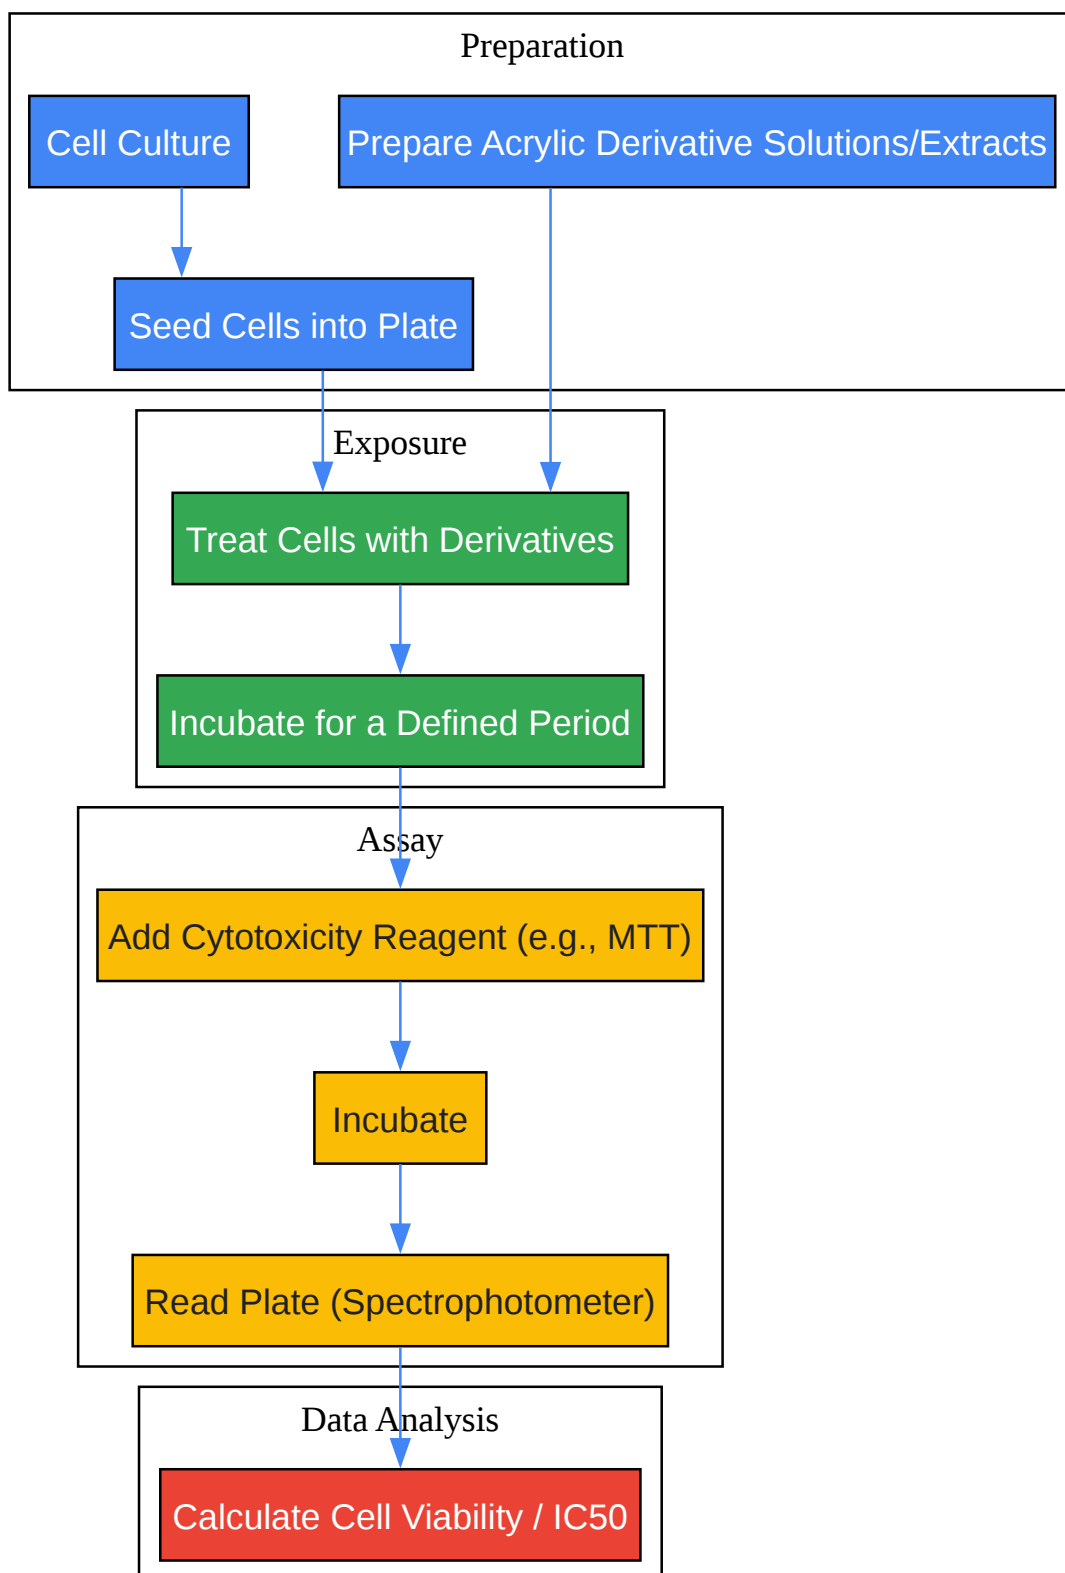 Preparation
Cell Culture
Prepare Acrylic Derivative Solutions/Extracts
Seed Cells into Plate
Exposure
Treat Cells with Derivatives
Incubate for a Defined Period
Assay
Add Cytotoxicity Reagent (e.g., MTT)
Incubate
Read Plate (Spectrophotometer)
Data Analysis
Calculate Cell Viability / IC50